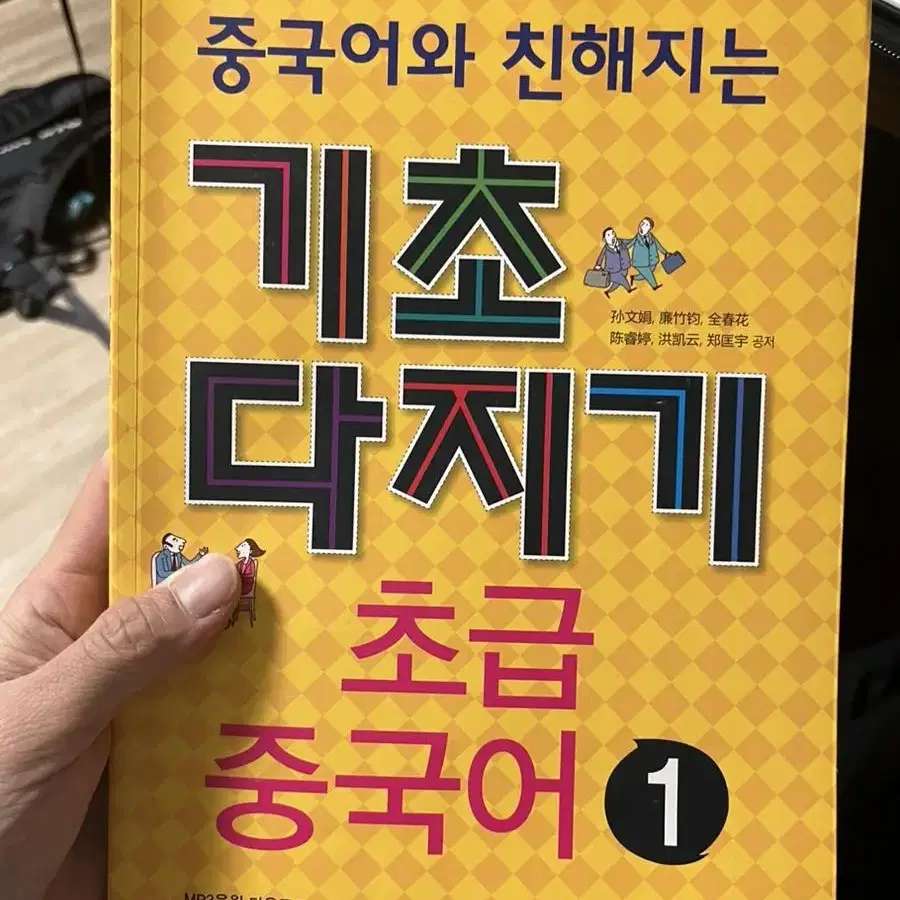 중국어와 친해지는
기초
孙文娟, 廉竹钧, 全春花
陈睿婷, 洪凯云, 郑匡宇 공저
다지기
초급
중국어 1